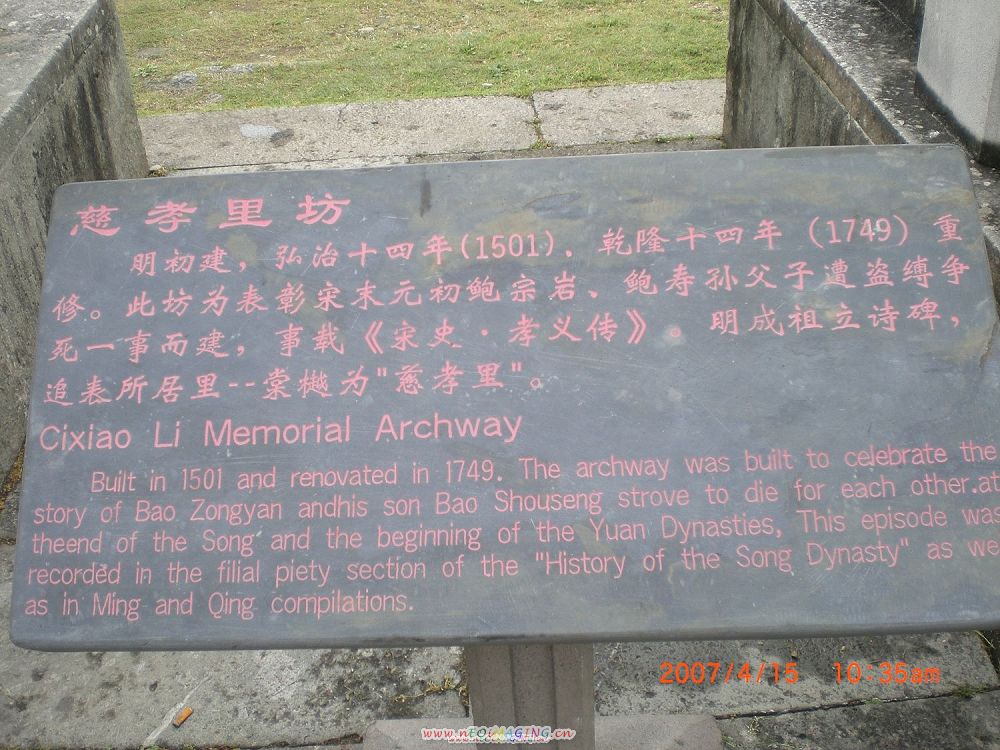 慈孝里坊
明初建，弘治十四年(1501)．乾隆十四年（1749）重
修。此坊为表彰宋末元初鲍宗岩、鲍寿孙父子遭盗缚争
死一事而建，事载《宋史·孝义传》。明成祖立诗碑，
追表所居里--棠樾为"慈孝里"。
Cixiao Li Memorial Archway
Built in 1501 and renovated in 1749. The archway was built to celebrate the
story of Bao Zongyan andhis son Bao Shouseng strove to die for each other.at
theend of the Song and the beginning of the Yuan Dynasties, This episode was
recorded in the filial piety section of the "History of the Song Dynasty" as we
as in Ming and Qing compilations.
2007/4/15 10:35am
www.nEOiMAGING.cn